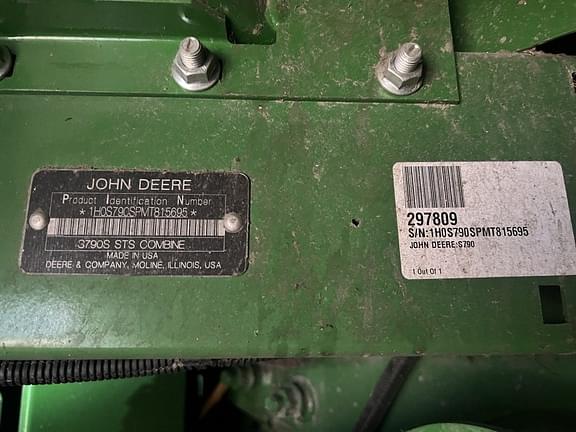 JOHN DEERE
Product Identification Number
*1H0S790SPMT815695*
3790S STS COMBINE
MADE IN USA
DEERE & COMPANY, MOLINE, ILLINOIS, USA
297809
S/N:1H0S790SPMT815695
JOHN DEERE:S790
1 Out Of 1